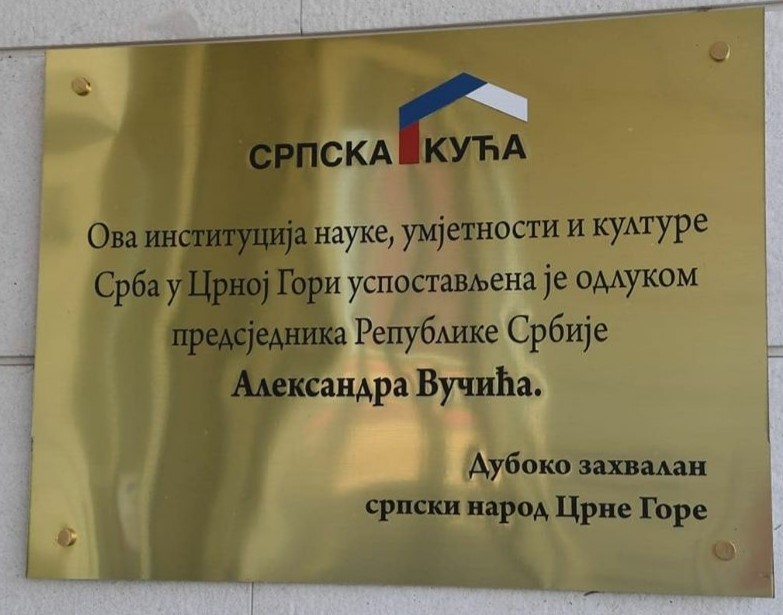 СРПСКА КУЋА
Ова институција науке, умјетности и културе
Срба у Црној Гори успостављена је одлуком
предсједника Републике Србије
Александра Вучића.
Дубоко захвалан
српски народ Црне Горе